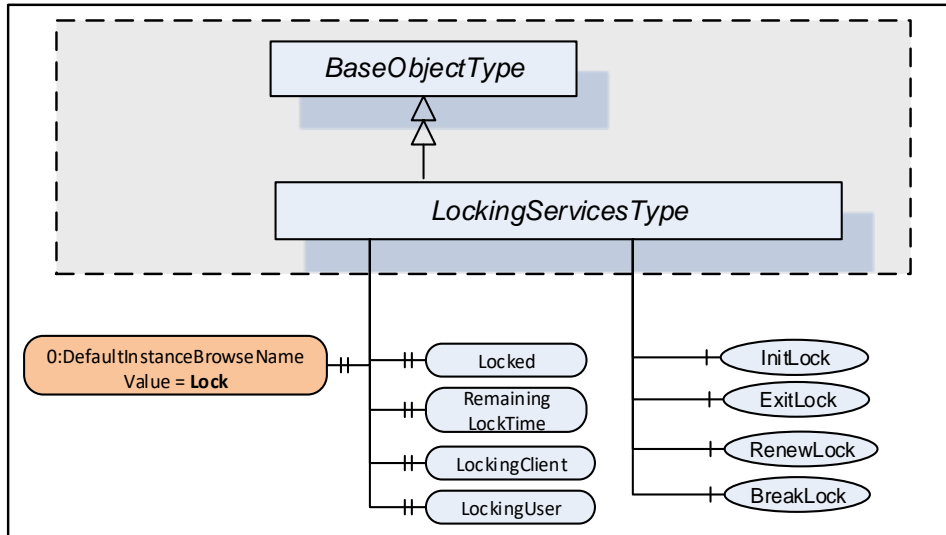 BaseObjectType
LockingServicesType
0:DefaultInstanceBrowseName
Value = Lock
Locked
Remaining
LockTime
LockingClient
LockingUser
InitLock
ExitLock
RenewLock
BreakLock